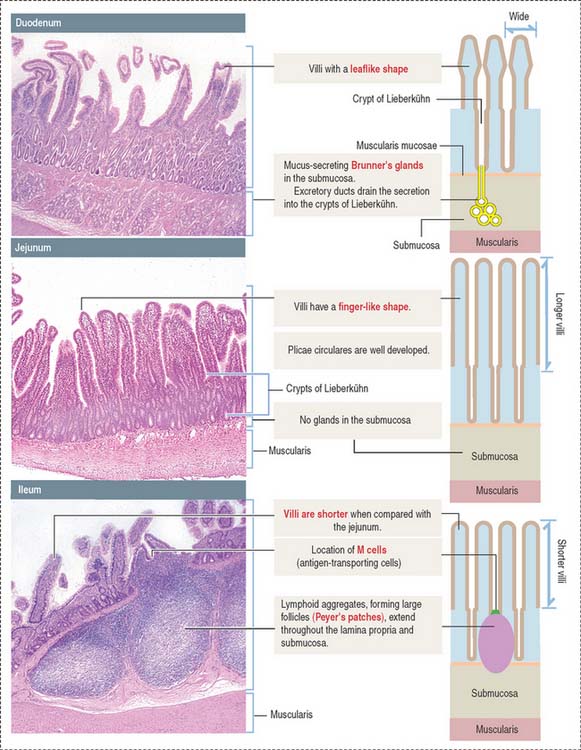 Duodenum
Wide
Villi with a leaflike shape
Crypt of Lieberkühn
Muscularis mucosae
Mucus-secreting Brunner's glands
in the submucosa.
Excretory ducts drain the secretion
into the crypts of Lieberkühn.
Submucosa
Muscularis
Jejunum
Villi have a finger-like shape.
Longer villi
Plicae circulares are well developed.
Crypts of Lieberkühn
No glands in the submucosa
Muscularis
Submucosa
Muscularis
Ileum
Villi are shorter when compared with
the jejunum.
Location of M cells
(antigen-transporting cells)
Shorter villi
Lymphoid aggregates, forming large
follicles (Peyer's patches), extend
throughout the lamina propria and
submucosa.
Submucosa
Muscularis
Muscularis